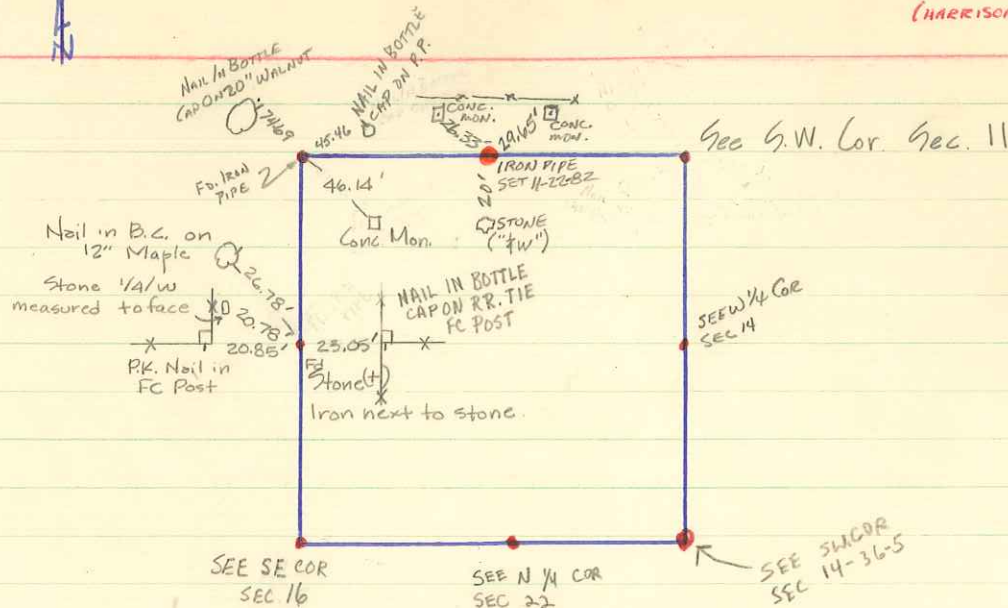 (HARRISON
NAIL IN BOTTLE
CAP ON 20" WALNUT
74.69
45.46
NAIL IN BOTTLE
CAP ON P.P.
CONC.
MON.
26.33'
29.65'
CONC.
MON.
See S.W. Cor. Sec. 11
FD. IRON
PIPE
46.14'
Conc. Mon.
IRON PIPE
SET 11-22-82
20'
STONE
Nail in B.C. on
12" Maple
26.78'
Stone 1/4/W
measured to face
20.78'
20.85'
P.K. Nail in
FC Post
23.05'
NAIL IN BOTTLE
CAP ON RR. TIE
FC POST
Fd
Stone (+)
Iron next to stone.
SEE W 1/4 COR
SEC 14
SEE SE COR
SEC 16
SEE N 1/4 COR
SEC 22
SEE SW. COR
SEC 14-36-5